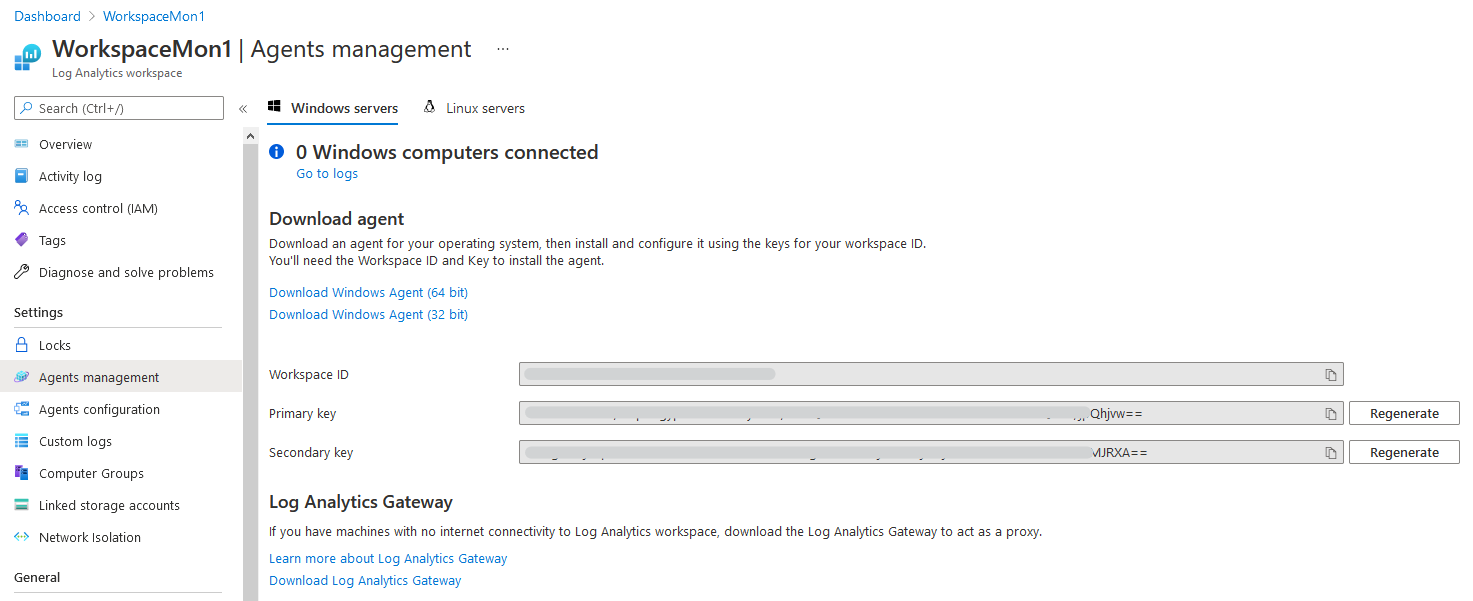 Dashboard > WorkspaceMon1
WorkspaceMon1 | Agents management ...
Log Analytics workspace
Search (Ctrl+/)
«
Overview
Activity log
Access control (IAM)
Tags
Diagnose and solve problems
Settings
Locks
Agents management
Agents configuration
Custom logs
Computer Groups
Linked storage accounts
Network Isolation
General
Windows servers
Linux servers
0 Windows computers connected
Go to logs
Download agent
Download an agent for your operating system, then install and configure it using the keys for your workspace ID.
You'll need the Workspace ID and Key to install the agent.
Download Windows Agent (64 bit)
Download Windows Agent (32 bit)
Workspace ID
Primary key Qhjvw== Regenerate
Secondary key MJRXA== Regenerate
Log Analytics Gateway
If you have machines with no internet connectivity to Log Analytics workspace, download the Log Analytics Gateway to act as a proxy.
Learn more about Log Analytics Gateway
Download Log Analytics Gateway